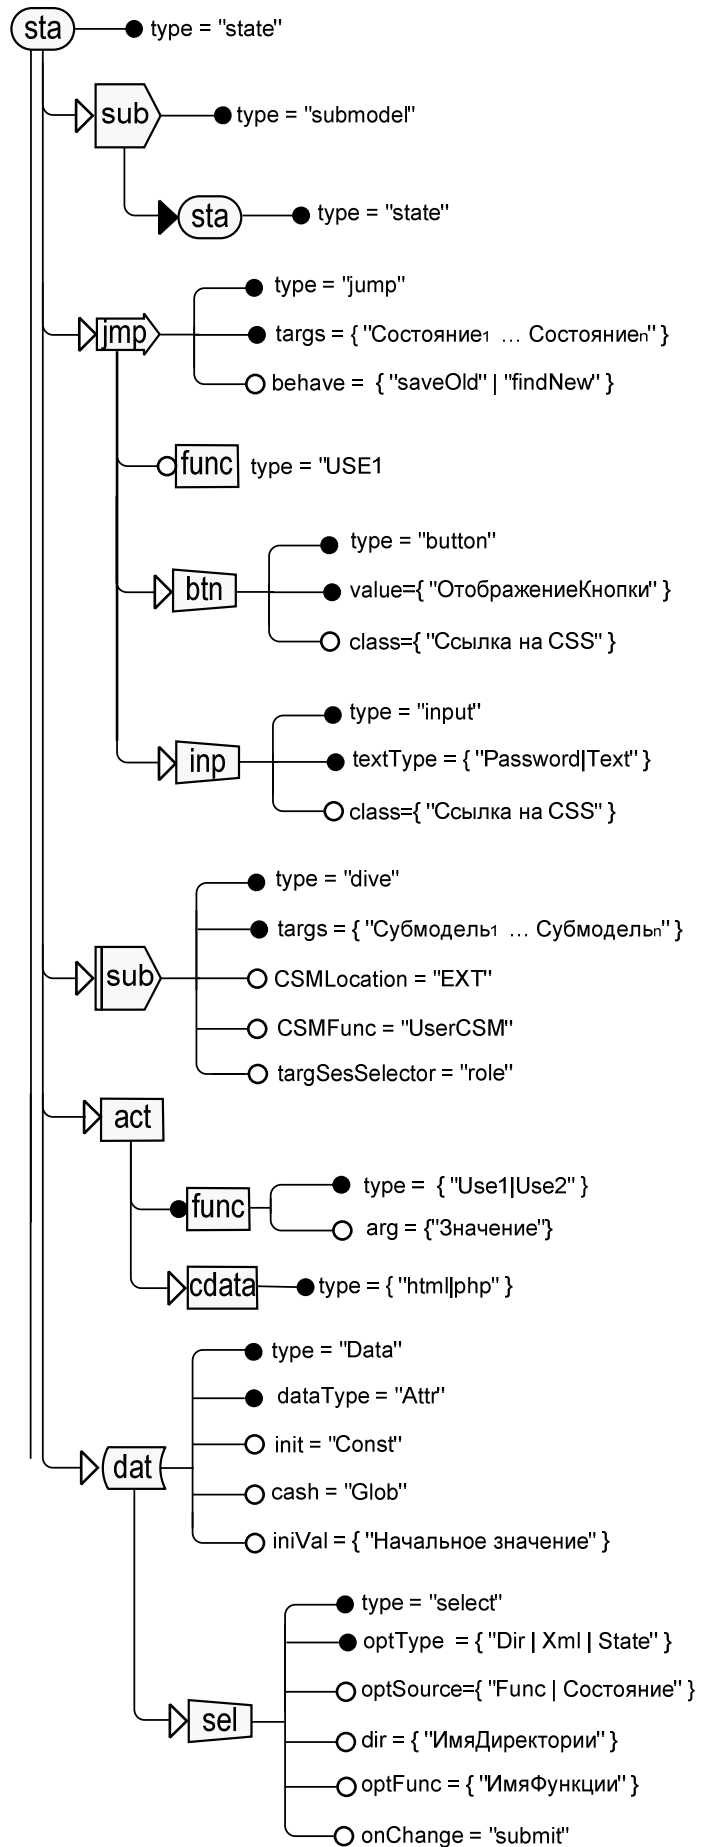 sta type = "state"
sub type = "submodel"
sta type = "state"
type = "jump"
jmp targs = { "Состояние1 ... Состояниеn" }
behave = { "saveOld" | "findNew" }
func type = "USE1
type = "button"
btn value={ "ОтображениеКнопки" }
class={ "Ссылка на CSS" }
type = "input"
inp textType = { "Password|Text" }
class={ "Ссылка на CSS" }
type = "dive"
targs = { "Субмодель1 ... Субмодельn" }
sub CSMLocation = "EXT"
CSMFunc = "UserCSM"
targSesSelector = "role"
act
type = { "Use1|Use2" }
func
arg = {"Значение"}
cdata type = { "html|php" }
type = "Data"
dataType = "Attr"
init = "Const"
dat
cash = "Glob"
iniVal = { "Начальное значение" }
type = "select"
optType = { "Dir | Xml | State" }
optSource={ "Func | Состояние" }
sel
dir = { "ИмяДиректории" }
optFunc = { "ИмяФункции" }
onChange = "submit"